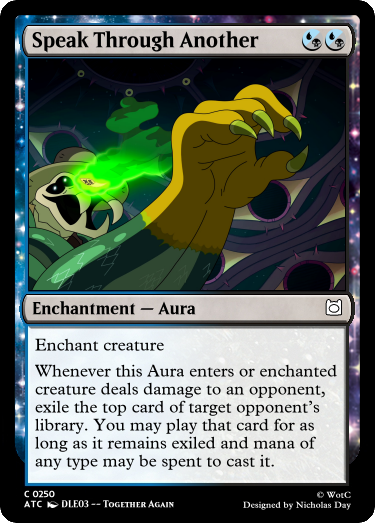 Speak Through Another
Enchantment — Aura
Enchant creature
Whenever this Aura enters or enchanted
creature deals damage to an opponent,
exile the top card of target opponent's
library. You may play that card for as
long as it remains exiled and mana of
any type may be spent to cast it.
C 0250
© WotC
ATC DLE03 -- Together Again
Designed by Nicholas Day